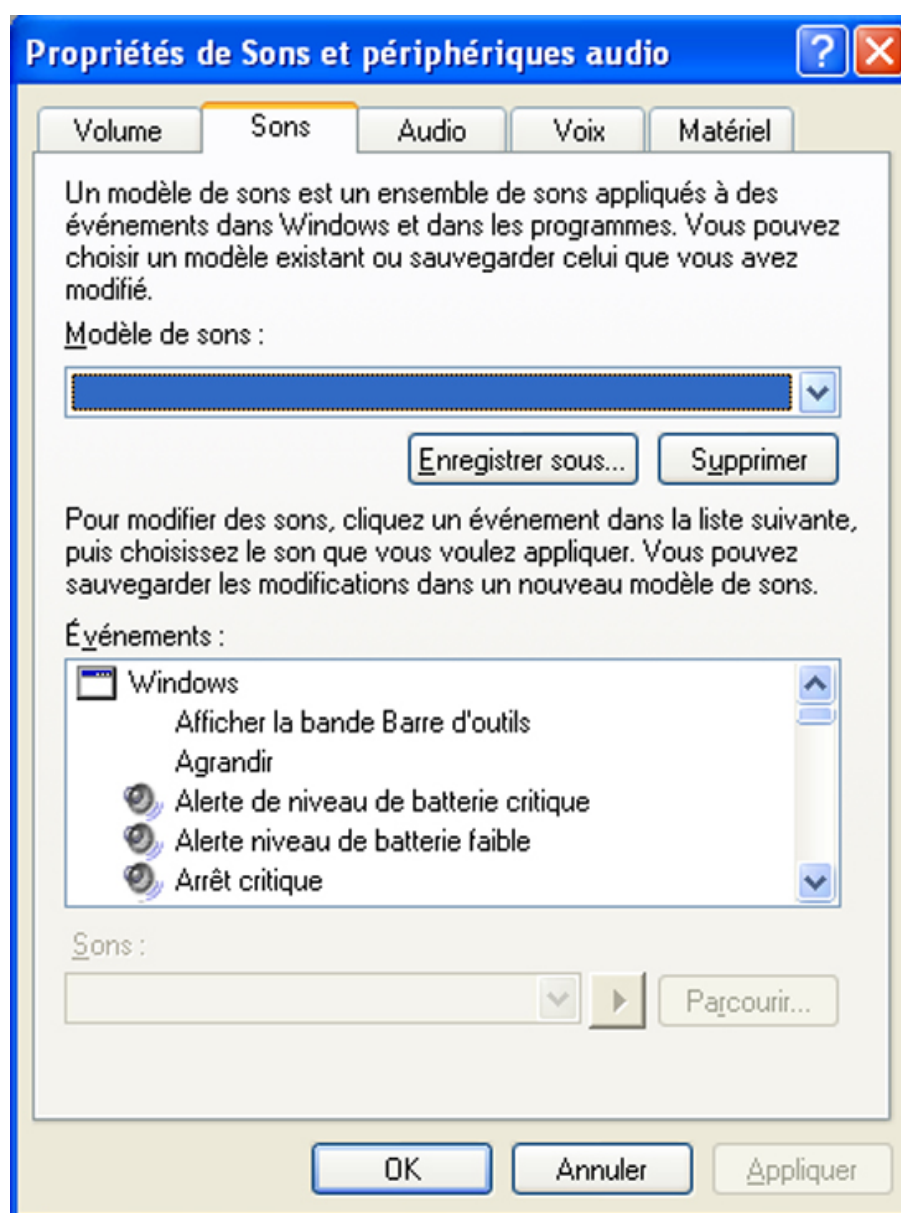 Propriétés de Sons et périphériques audio
Volume
Sons
Audio
Voix
Matériel
Un modèle de sons est un ensemble de sons appliqués à des
événements dans Windows et dans les programmes. Vous pouvez
choisir un modèle existant ou sauvegarder celui que vous avez
modifié.
Modèle de sons :
Enregistrer sous...
Supprimer
Pour modifier des sons, cliquez un événement dans la liste suivante,
puis choisissez le son que vous voulez appliquer. Vous pouvez
sauvegarder les modifications dans un nouveau modèle de sons.
Événements :
Windows
Afficher la bande Barre d'outils
Agrandir
Alerte de niveau de batterie critique
Alerte niveau de batterie faible
Arrêt critique
Sons :
Parcourir...
OK
Annuler
Appliquer